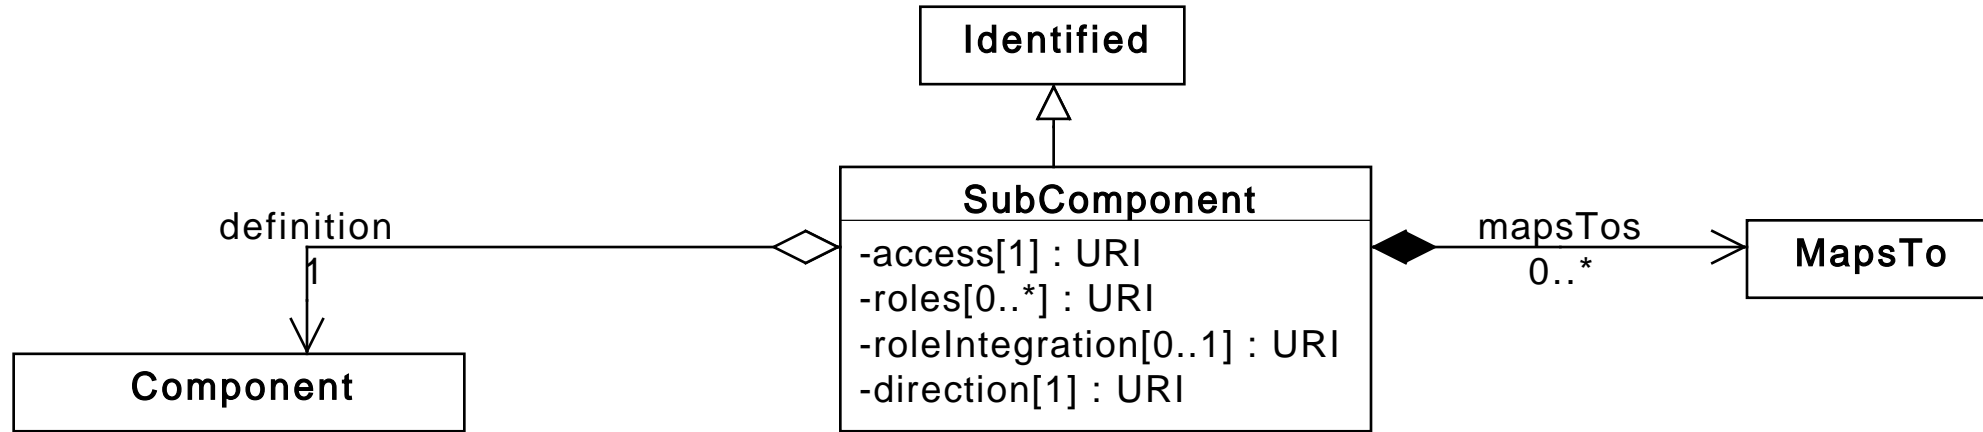 Identified
SubComponent
definition
mapsTos
-access[1] : URI
MapsTo
1
0..*
-roles[0..*] : URI
-roleIntegration[0..1] : URI
Component
-direction[1] : URI